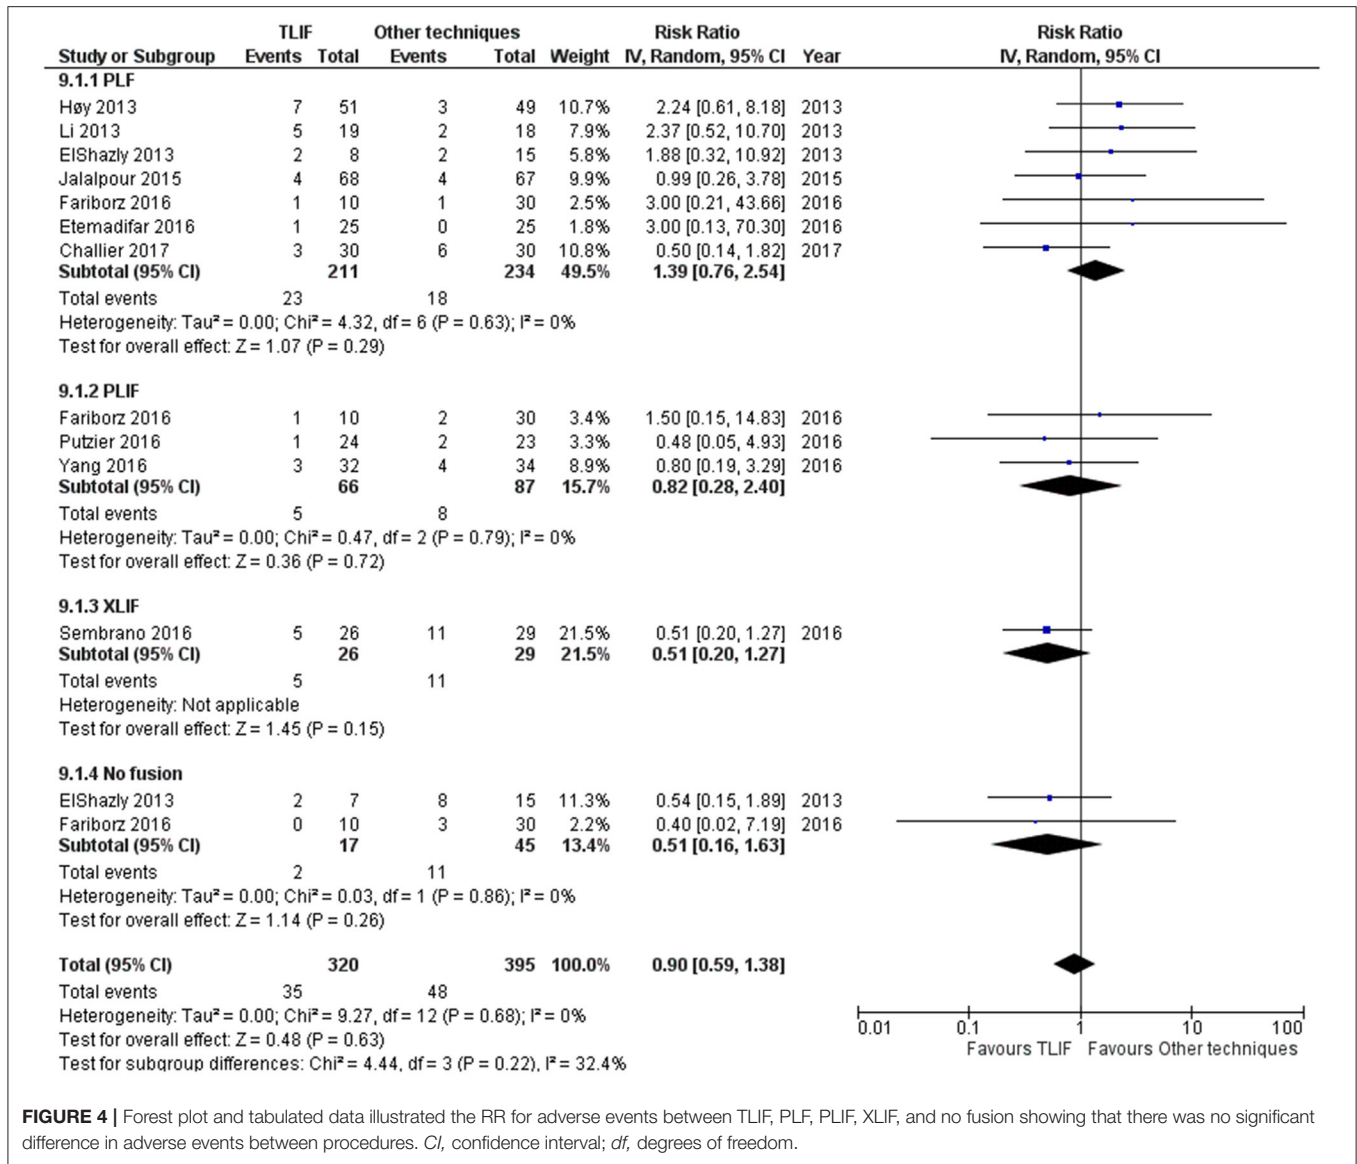 TLIF Other techniques Risk Ratio Risk Ratio
Study or Subgroup Events Total Events Total Weight IV, Random, 95% CI Year IV, Random, 95% CI
9.1.1 PLF
Høy 2013 7 51 3 49 10.7% 2.24 [0.61, 8.18] 2013
Li 2013 5 19 2 18 7.9% 2.37 [0.52, 10.70] 2013
ElShazly 2013 2 8 2 15 5.8% 1.88 [0.32, 10.92] 2013
Jalalpour 2015 4 68 4 67 9.9% 0.99 [0.26, 3.78] 2015
Fariborz 2016 1 10 1 30 2.5% 3.00 [0.21, 43.66] 2016
Etemadifar 2016 1 25 0 25 1.8% 3.00 [0.13, 70.30] 2016
Challier 2017 3 30 6 30 10.8% 0.50 [0.14, 1.82] 2017
Subtotal (95% CI) 211 234 49.5% 1.39 [0.76, 2.54]
Total events 23 18
Heterogeneity: Tau² = 0.00; Chi² = 4.32, df = 6 (P = 0.63); I² = 0%
Test for overall effect: Z = 1.07 (P = 0.29)
9.1.2 PLIF
Fariborz 2016 1 10 2 30 3.4% 1.50 [0.15, 14.83] 2016
Putzier 2016 1 24 2 23 3.3% 0.48 [0.05, 4.93] 2016
Yang 2016 3 32 4 34 8.9% 0.80 [0.19, 3.29] 2016
Subtotal (95% CI) 66 87 15.7% 0.82 [0.28, 2.40]
Total events 5 8
Heterogeneity: Tau² = 0.00; Chi² = 0.47, df = 2 (P = 0.79); I² = 0%
Test for overall effect: Z = 0.36 (P = 0.72)
9.1.3 XLIF
Sembrano 2016 5 26 11 29 21.5% 0.51 [0.20, 1.27] 2016
Subtotal (95% CI) 26 29 21.5% 0.51 [0.20, 1.27]
Total events 5 11
Heterogeneity: Not applicable
Test for overall effect: Z = 1.45 (P = 0.15)
9.1.4 No fusion
ElShazly 2013 2 7 8 15 11.3% 0.54 [0.15, 1.89] 2013
Fariborz 2016 0 10 3 30 2.2% 0.40 [0.02, 7.19] 2016
Subtotal (95% CI) 17 45 13.4% 0.51 [0.16, 1.63]
Total events 2 11
Heterogeneity: Tau² = 0.00; Chi² = 0.03, df = 1 (P = 0.86); I² = 0%
Test for overall effect: Z = 1.14 (P = 0.26)
Total (95% CI) 320 395 100.0% 0.90 [0.59, 1.38]
Total events 35 48
Heterogeneity: Tau² = 0.00; Chi² = 9.27, df = 12 (P = 0.68); I² = 0%
Test for overall effect: Z = 0.48 (P = 0.63)
Test for subgroup differences: Chi² = 4.44, df = 3 (P = 0.22), I² = 32.4%
0.01 0.1 1 10 100
Favours TLIF Favours Other techniques
FIGURE 4 | Forest plot and tabulated data illustrated the RR for adverse events between TLIF, PLF, PLIF, XLIF, and no fusion showing that there was no significant
difference in adverse events between procedures. CI, confidence interval; df, degrees of freedom.